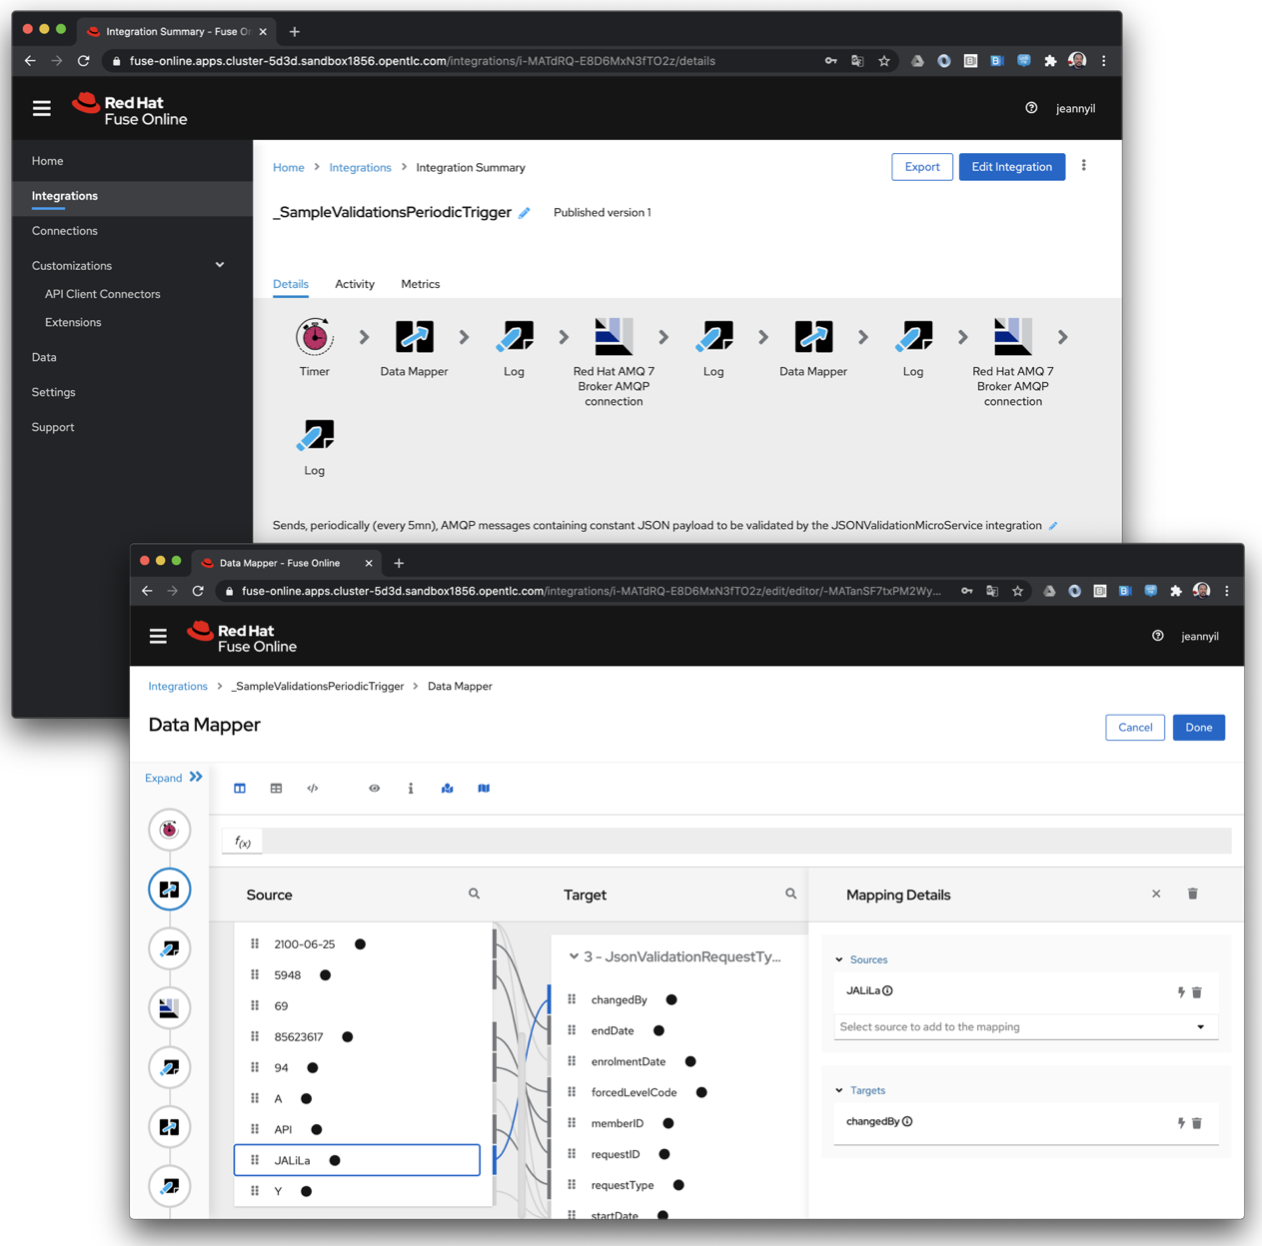 Integration Summary - Fuse O
fuse-online.apps.cluster-5d3d.sandbox1856.opentlc.com/integrations/i-MATdRQ-E8D6MxN3fTO2z/details
Red Hat
Fuse Online
jeannyil
Home
Integrations
Connections
Customizations
API Client Connectors
Extensions
Data
Settings
Support
Home > Integrations > Integration Summary
Export
Edit Integration
_SampleValidationsPeriodicTrigger
Published version 1
Details
Activity
Metrics
Timer
Data Mapper
Log
Red Hat AMQ 7
Broker AMQP
connection
Log
Data Mapper
Log
Red Hat AMQ 7
Broker AMQP
connection
Log
Sends, periodically (every 5mn), AMQP messages containing constant JSON payload to be validated by the JSONValidationMicroService integration
Data Mapper - Fuse Online
fuse-online.apps.cluster-5d3d.sandbox1856.opentlc.com/integrations/i-MATdRQ-E8D6MxN3fTO2z/edit/editor/-MATanSF7txPM2Wy...
Red Hat
Fuse Online
jeannyil
Integrations > _SampleValidationsPeriodicTrigger > Data Mapper
Data Mapper
Cancel
Done
Expand
f(x)
Source
2100-06-25
5948
69
85623617
94
A
API
JALiLa
Y
Target
3 - JsonValidationRequestTy...
changedBy
endDate
enrolmentDate
forcedLevelCode
memberID
requestID
requestType
startDate
Mapping Details
Sources
JALiLa
Select source to add to the mapping
Targets
changedBy